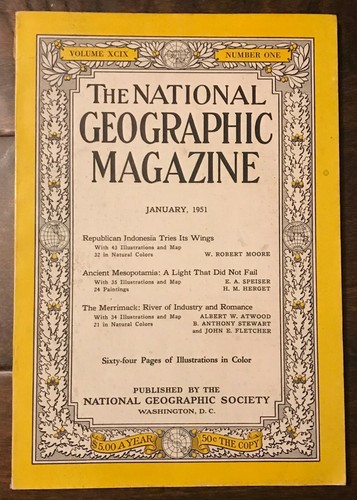 VOLUME XCIX NUMBER ONE
THE NATIONAL
GEOGRAPHIC
MAGAZINE
JANUARY, 1951
Republican Indonesia Tries Its Wings
With 43 Illustrations and Map
32 in Natural Colors W. ROBERT MOORE
Ancient Mesopotamia: A Light That Did Not Fail
With 35 Illustrations and Map E. A. SPEISER
24 Paintings H. M. HERGET
The Merrimack: River of Industry and Romance
With 34 Illustrations and Map ALBERT W. ATWOOD
21 in Natural Colors B. ANTHONY STEWART
and JOHN E. FLETCHER
Sixty-four Pages of Illustrations in Color
PUBLISHED BY THE
NATIONAL GEOGRAPHIC SOCIETY
WASHINGTON, D. C.
$5.00 A YEAR 50c THE COPY